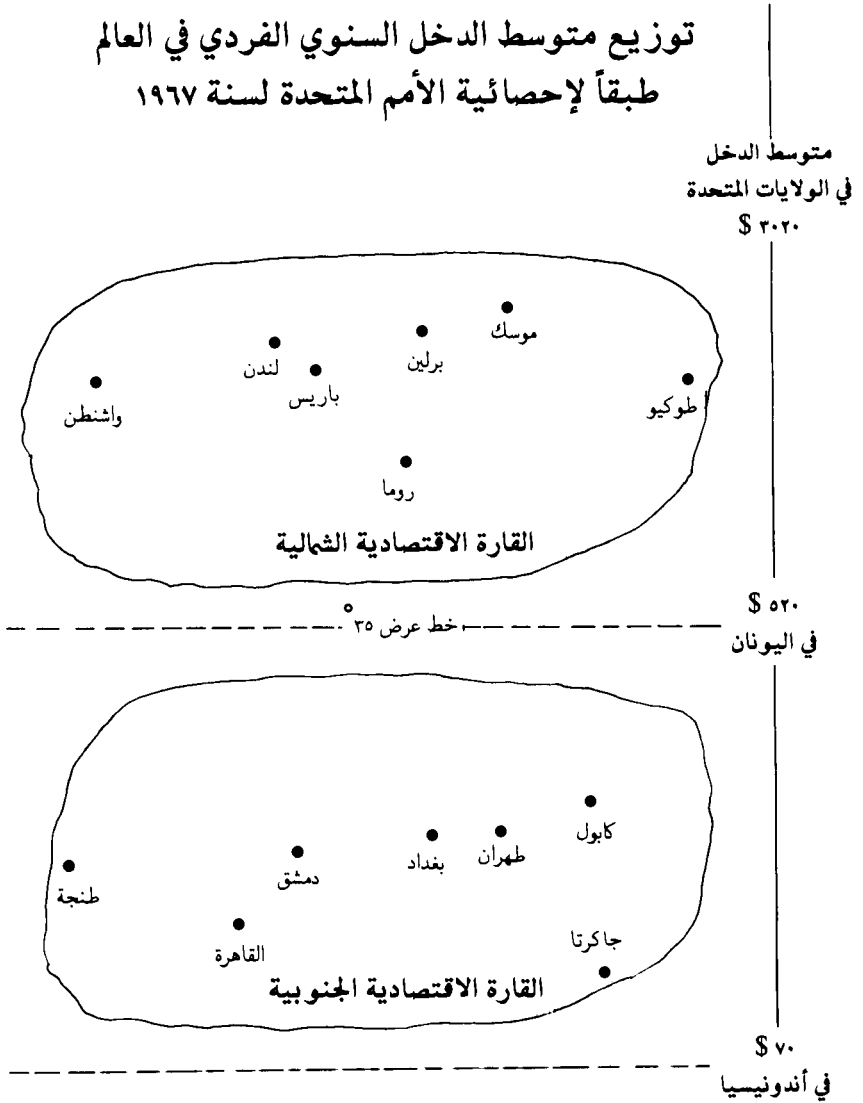 توزيع متوسط الدخل السنوي الفردي في العالم
طبقاً لإحصائية الأمم المتحدة لسنة ١٩٦٧
متوسط الدخل
في الولايات المتحدة
٣٠٢٠ $
موسك
برلين
لندن
باريس
طوكيو
واشنطن
روما
القارة الاقتصادية الشمالية
٥٢٠ $
خط عرض ٣٥°
في اليونان
كابول
طهران
بغداد
دمشق
طنجة
جاكرتا
القاهرة
القارة الاقتصادية الجنوبية
٧٠ $
في أندونيسيا